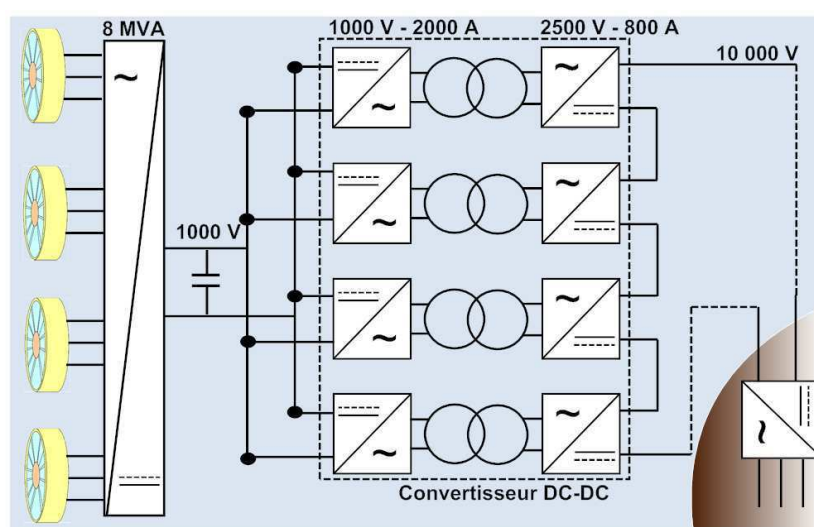 8 MVA
1000 V - 2000 A
2500 V - 800 A
10 000 V
1000 V
Convertisseur DC-DC